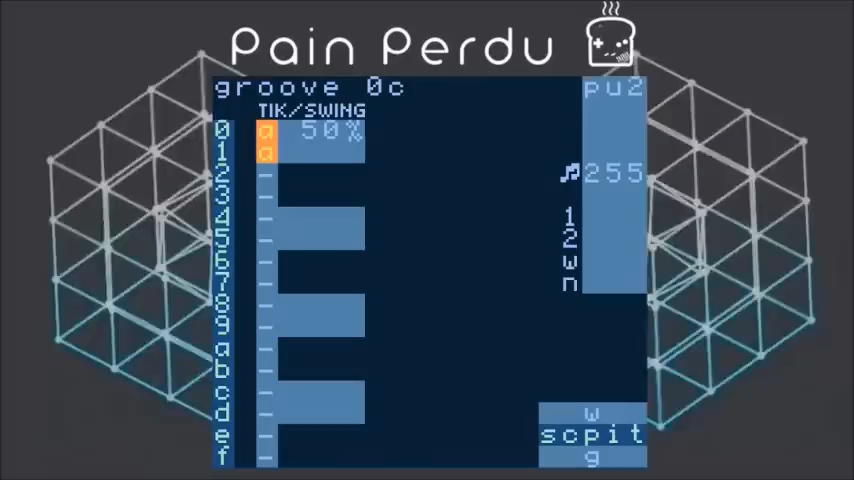 Pain Perdu
groove 0c pu2
TIK/SWING
0 a 50%
1 a
2 - 255
3 -
4 - 1
5 - 2
6 - w
7 - n
8 -
9 -
a -
b -
c -
d - w
e - scpit
f - g